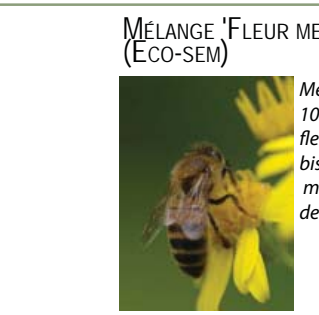 MÉLANGE 'FLEUR ME
(ECO-SEM)
Me
10
fle
bis
m
de